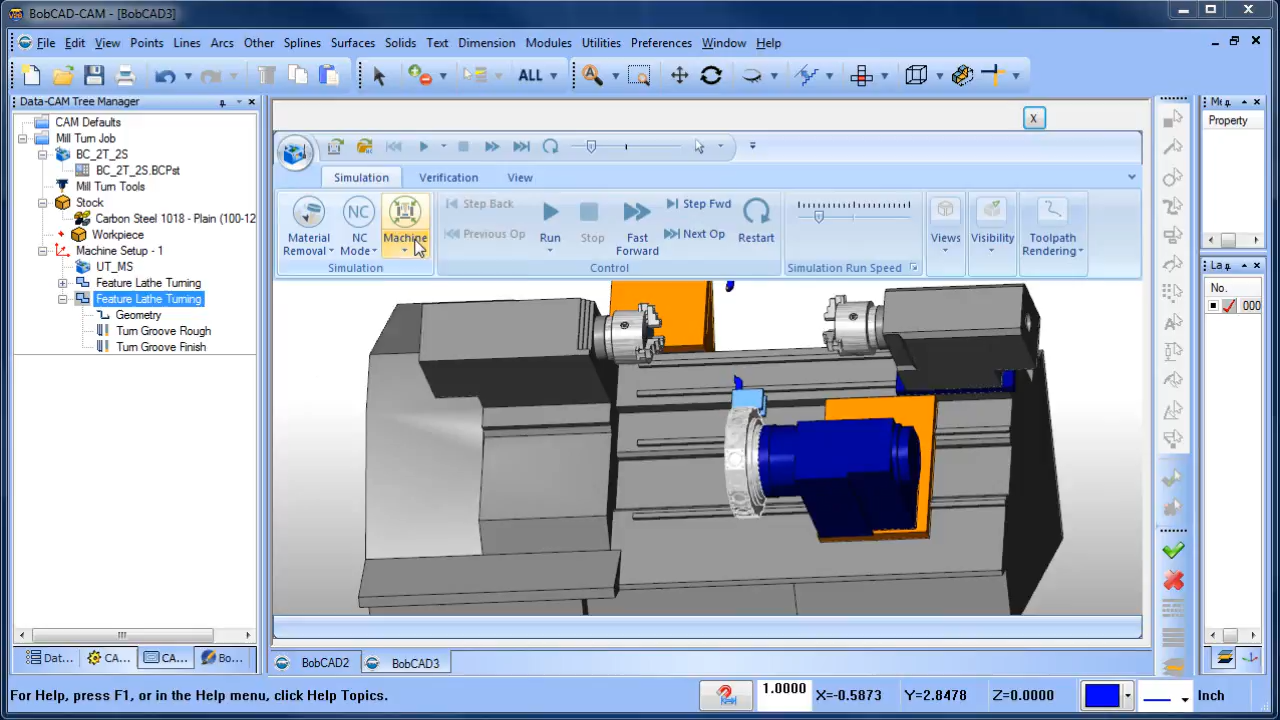 BobCAD-CAM - [BobCAD3]
File Edit View Points Lines Arcs Other Splines Surfaces Solids Text Dimension Modules Utilities Preferences Window Help
ALL
Data-CAM Tree Manager
CAM Defaults
Mill Turn Job
BC_2T_2S
BC_2T_2S.BCPst
Mill Turn Tools
Stock
Carbon Steel 1018 - Plain (100-12
Workpiece
Machine Setup - 1
UT_MS
Feature Lathe Turning
Feature Lathe Turning
Geometry
Turn Groove Rough
Turn Groove Finish
Dat... CA... CA... Bo...
X
Simulation Verification View
Material Removal
NC
NC Mode
Machine
Simulation
Step Back
Previous Op
Run
Stop
Fast Forward
Step Fwd
Next Op
Restart
Control
Simulation Run Speed
Views
Visibility
Toolpath Rendering
BobCAD2 BobCAD3
Property
La
No.
000
For Help, press F1, or in the Help menu, click Help Topics.
1.0000 X=-0.5873 Y=2.8478 Z=0.0000 Inch